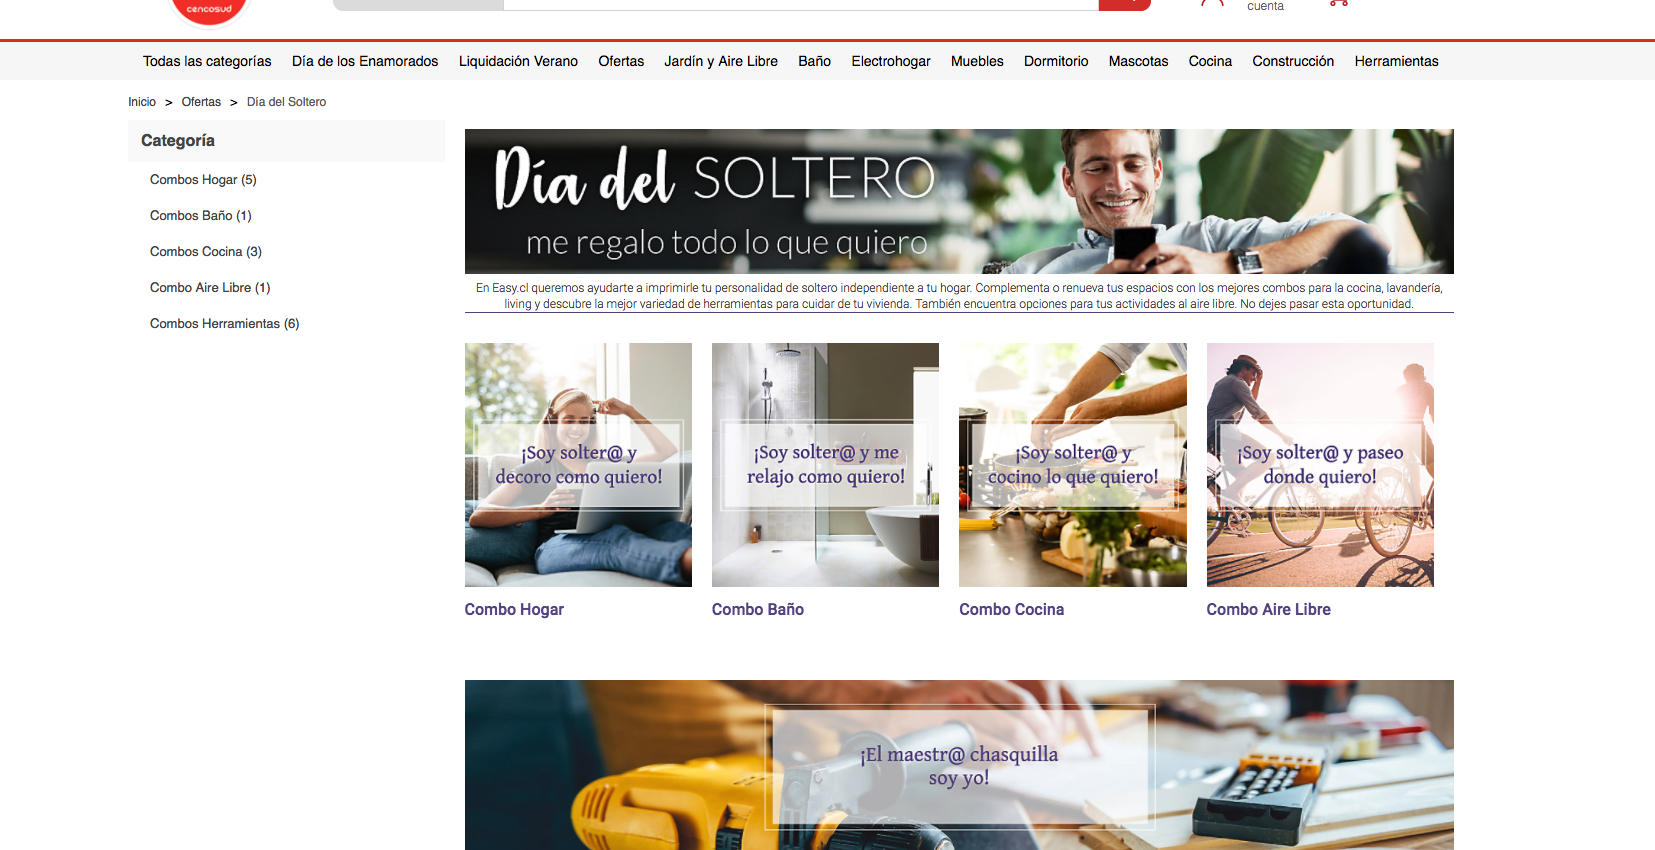 cencosud
cuenta
Todas las categorías Día de los Enamorados Liquidación Verano Ofertas Jardín y Aire Libre Baño Electrohogar Muebles Dormitorio Mascotas Cocina Construcción Herramientas
Inicio > Ofertas > Día del Soltero
Categoría
Combos Hogar (5)
Combos Baño (1)
Combos Cocina (3)
Combo Aire Libre (1)
Combos Herramientas (6)
Día del SOLTERO
me regalo todo lo que quiero
En Easy.cl queremos ayudarte a imprimirle tu personalidad de soltero independiente a tu hogar. Complementa o renueva tus espacios con los mejores combos para la cocina, lavandería,
living y descubre la mejor variedad de herramientas para cuidar de tu vivienda. También encuentra opciones para tus actividades al aire libre. No dejes pasar esta oportunidad.
¡Soy solter@ y
decoro como quiero!
¡Soy solter@ y me
relajo como quiero!
¡Soy solter@ y
cocino lo que quiero!
¡Soy solter@ y paseo
donde quiero!
Combo Hogar
Combo Baño
Combo Cocina
Combo Aire Libre
¡El maestr@ chasquilla
soy yo!